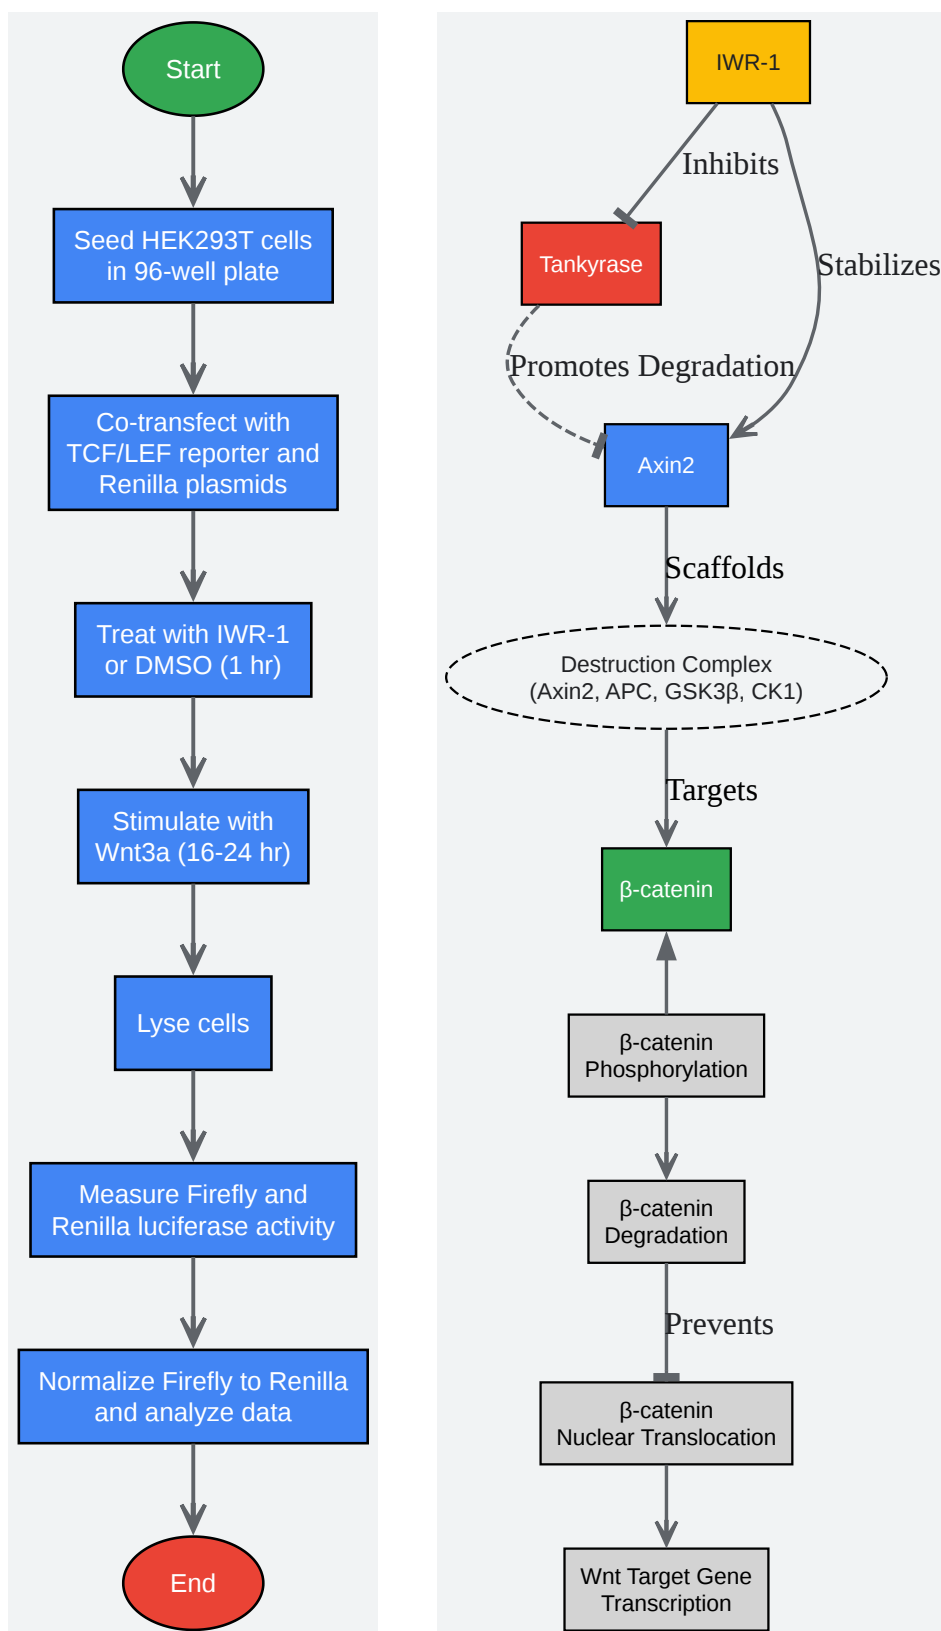 Start
Seed HEK293T cells
in 96-well plate
Co-transfect with
TCF/LEF reporter and
Renilla plasmids
Treat with IWR-1
or DMSO (1 hr)
Stimulate with
Wnt3a (16-24 hr)
Lyse cells
Measure Firefly and
Renilla luciferase activity
Normalize Firefly to Renilla
and analyze data
End
IWR-1
Inhibits
Tankyrase
Stabilizes
Promotes Degradation
Axin2
Scaffolds
Destruction Complex
(Axin2, APC, GSK3β, CK1)
Targets
β-catenin
β-catenin
Phosphorylation
β-catenin
Degradation
Prevents
β-catenin
Nuclear Translocation
Wnt Target Gene
Transcription